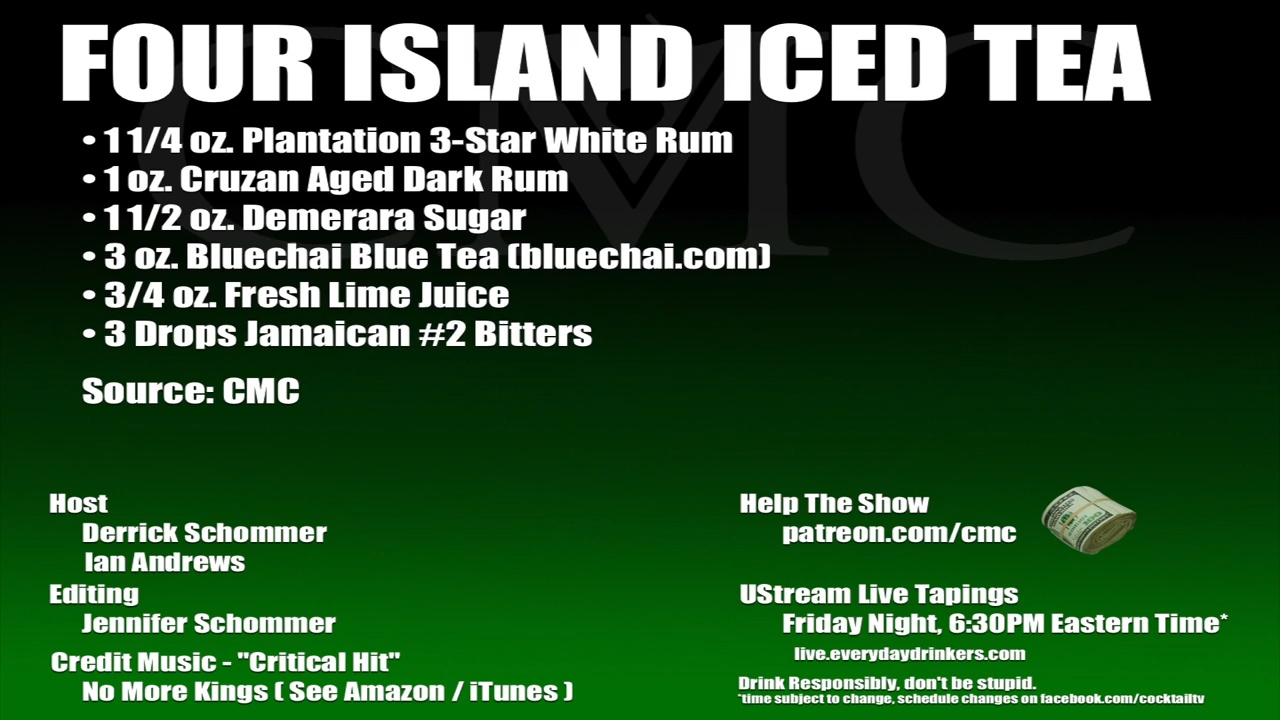 FOUR ISLAND ICED TEA
• 1 1/4 oz. Plantation 3-Star White Rum
• 1 oz. Cruzan Aged Dark Rum
• 1 1/2 oz. Demerara Sugar
• 3 oz. Bluechai Blue Tea (bluechai.com)
• 3/4 oz. Fresh Lime Juice
• 3 Drops Jamaican #2 Bitters
Source: CMC
Host
Derrick Schommer
Ian Andrews
Editing
Jennifer Schommer
Credit Music - "Critical Hit"
No More Kings ( See Amazon / iTunes )
Help The Show
patreon.com/cmc
UStream Live Tapings
Friday Night, 6:30PM Eastern Time*
live.everydaydrinkers.com
Drink Responsibly, don't be stupid.
*time subject to change, schedule changes on facebook.com/cocktailtv
CMC